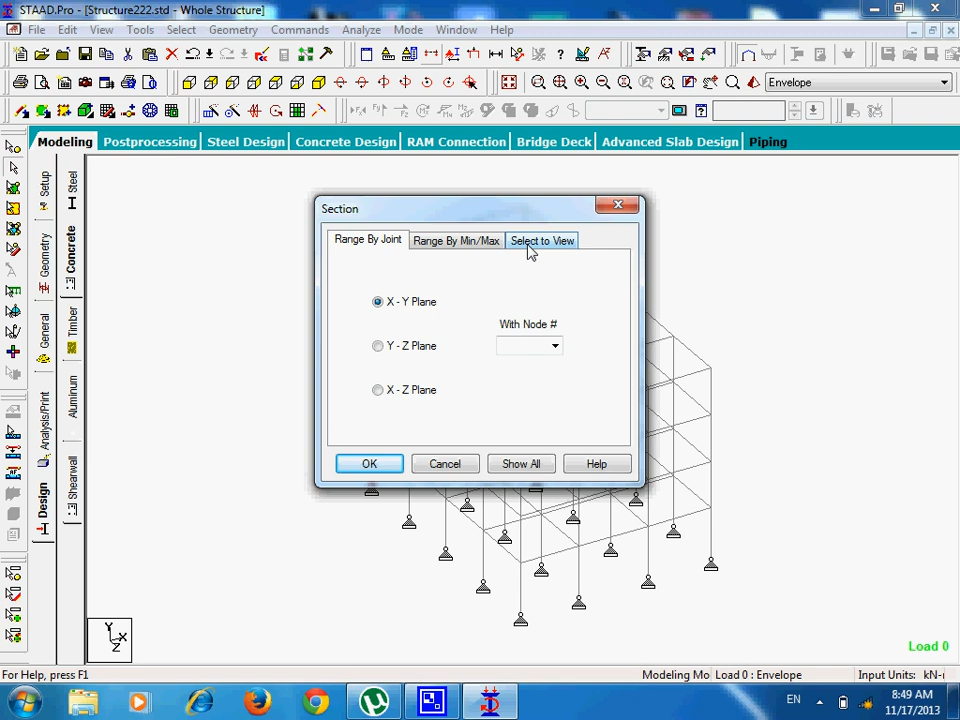 STAAD.Pro - [Structure222.std - Whole Structure]
File Edit View Tools Select Geometry Commands Analyze Mode Window Help
Envelope
Modeling Postprocessing Steel Design Concrete Design RAM Connection Bridge Deck Advanced Slab Design Piping
Setup
Geometry
General
Analysis/Print
Design
Steel
Concrete
Timber
Aluminum
Shearwall
Section
Range By Joint Range By Min/Max Select to View
X - Y Plane
With Node #
Y - Z Plane
X - Z Plane
OK Cancel Show All Help
Y
X
Z
Load 0
For Help, press F1
Modeling Mo Load 0 : Envelope Input Units: kN-
EN
8:49 AM
11/17/2013